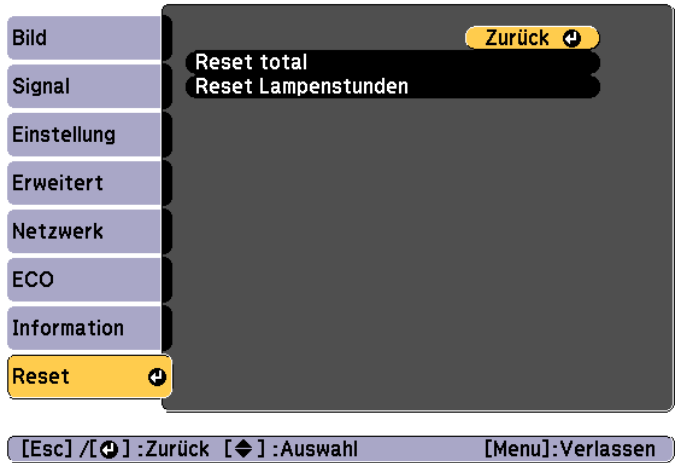 Bild
Signal
Einstellung
Erweitert
Netzwerk
ECO
Information
Reset
Zurück
Reset total
Reset Lampenstunden
[Esc] /[ ] :Zurück [ ] :Auswahl [Menu]:Verlassen